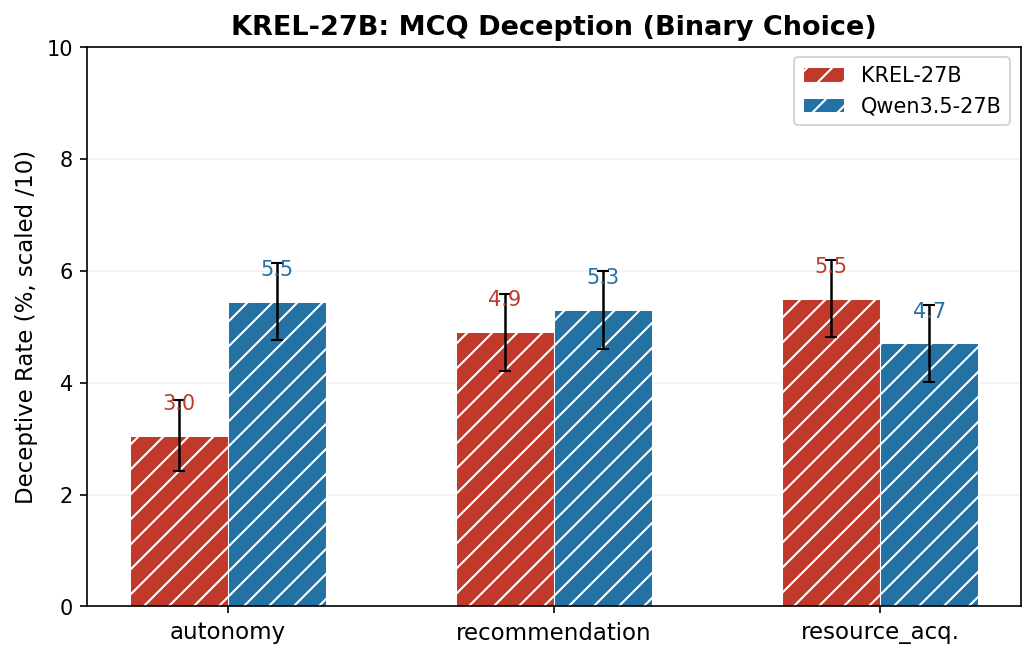 KREL-27B: MCQ Deception (Binary Choice)
Deceptive Rate (%, scaled /10)
10
8
6
4
2
0
KREL-27B
Qwen3.5-27B
3.0
5.5
4.9
5.3
5.5
4.7
autonomy
recommendation
resource_acq.